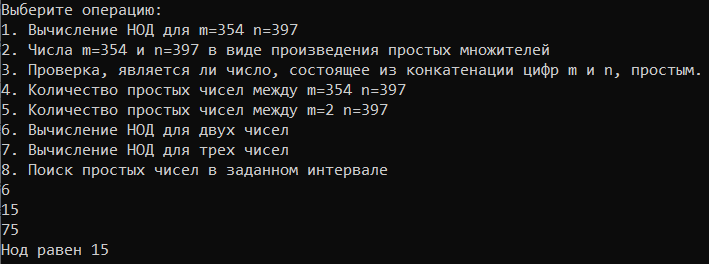 Выберите операцию:
1. Вычисление НОД для m=354 n=397
2. Числа m=354 и n=397 в виде произведения простых множителей
3. Проверка, является ли число, состоящее из конкатенации цифр m и n, простым.
4. Количество простых чисел между m=354 n=397
5. Количество простых чисел между m=2 n=397
6. Вычисление НОД для двух чисел
7. Вычисление НОД для трех чисел
8. Поиск простых чисел в заданном интервале
6
15
75
Нод равен 15